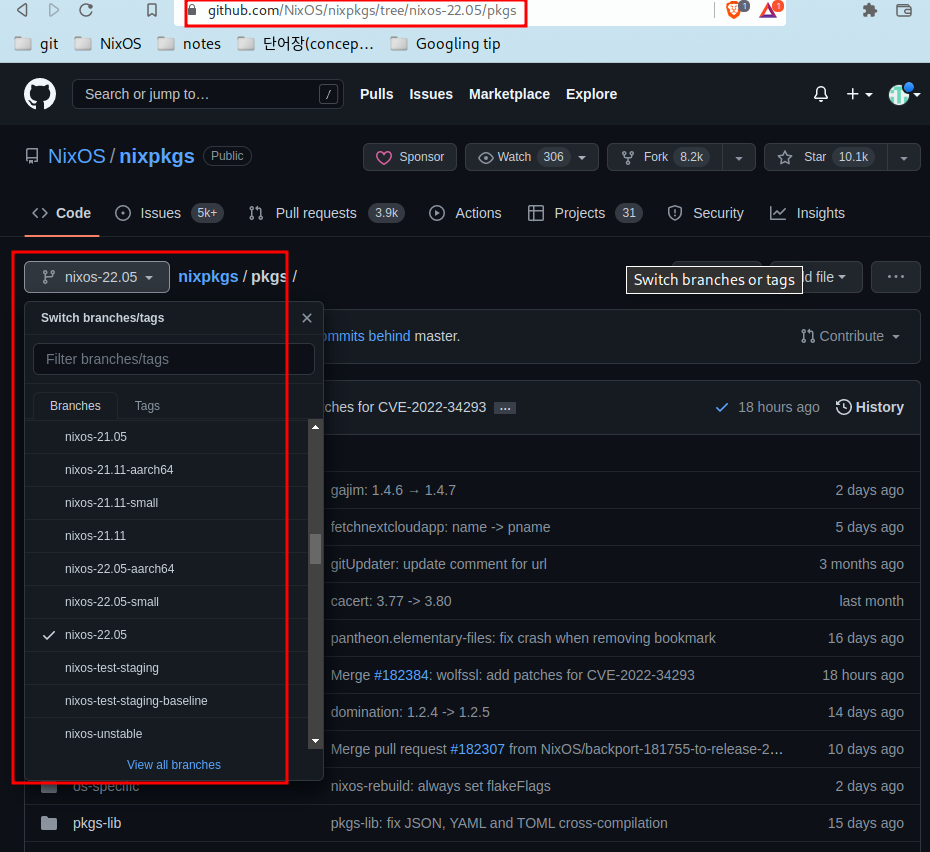 github.com/NixOS/nixpkgs/tree/nixos-22.05/pkgs 1 1
git NixOS notes 단어장(concep… Googling tip
Search or jump to… / Pulls Issues Marketplace Explore
NixOS / nixpkgs Public Sponsor Watch 306 Fork 8.2k Star 10.1k
Code Issues 5k+ Pull requests 3.9k Actions Projects 31 Security Insights
nixos-22.05 nixpkgs / pkgs / Switch branches or tags d file ···
Switch branches/tags
ommits behind master. Contribute
Filter branches/tags
Branches Tags
ches for CVE-2022-34293 … 18 hours ago History
nixos-21.05
nixos-21.11-aarch64
gajim: 1.4.6 → 1.4.7 2 days ago
nixos-21.11-small
fetchnextcloudapp: name -> pname 5 days ago
nixos-21.11
gitUpdater: update comment for url 3 months ago
nixos-22.05-aarch64
nixos-22.05-small
cacert: 3.77 -> 3.80 last month
nixos-22.05
pantheon.elementary-files: fix crash when removing bookmark 16 days ago
nixos-test-staging
Merge #182384: wolfssl: add patches for CVE-2022-34293 18 hours ago
nixos-test-staging-baseline
domination: 1.2.4 -> 1.2.5 14 days ago
nixos-unstable
Merge pull request #182307 from NixOS/backport-181755-to-release-2… 10 days ago
View all branches
os-specific nixos-rebuild: always set flakeFlags 2 days ago
pkgs-lib pkgs-lib: fix JSON, YAML and TOML cross-compilation 15 days ago